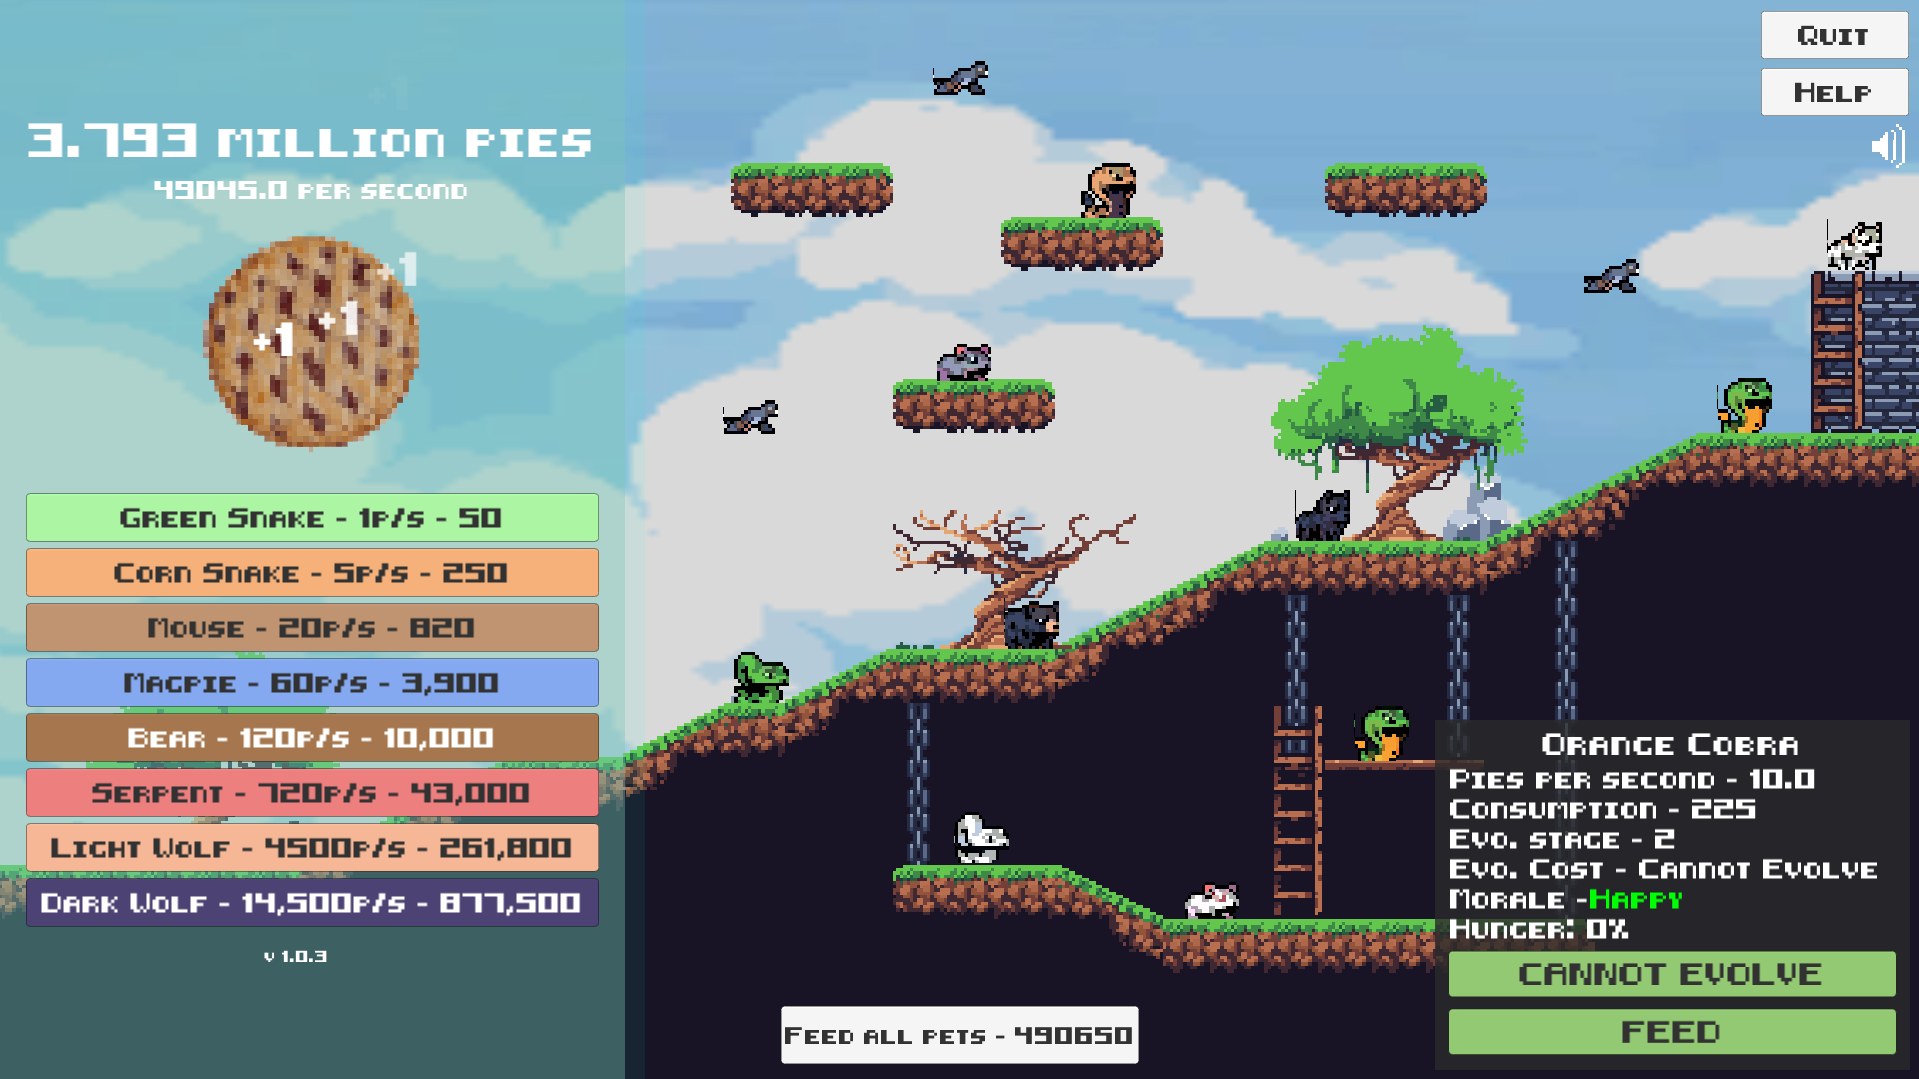 +1
3.793 MILLION PIES
49045.0 PER SECOND
+1
+1
+1
GREEN SNAKE - 1P/S - 50
CORN SNAKE - 5P/S - 250
MOUSE - 20P/S - 820
MAGPIE - 60P/S - 3,900
BEAR - 120P/S - 10,000
SERPENT - 720P/S - 43,000
LIGHT WOLF - 4500P/S - 261,800
DARK WOLF - 14,500P/S - 877,500
V 1.0.3
QUIT
HELP
ORANGE COBRA
PIES PER SECOND - 10.0
CONSUMPTION - 225
EVO. STAGE - 2
EVO. COST - CANNOT EVOLVE
MORALE -HAPPY
HUNGER: 0%
CANNOT EVOLVE
FEED
FEED ALL PETS - 490650